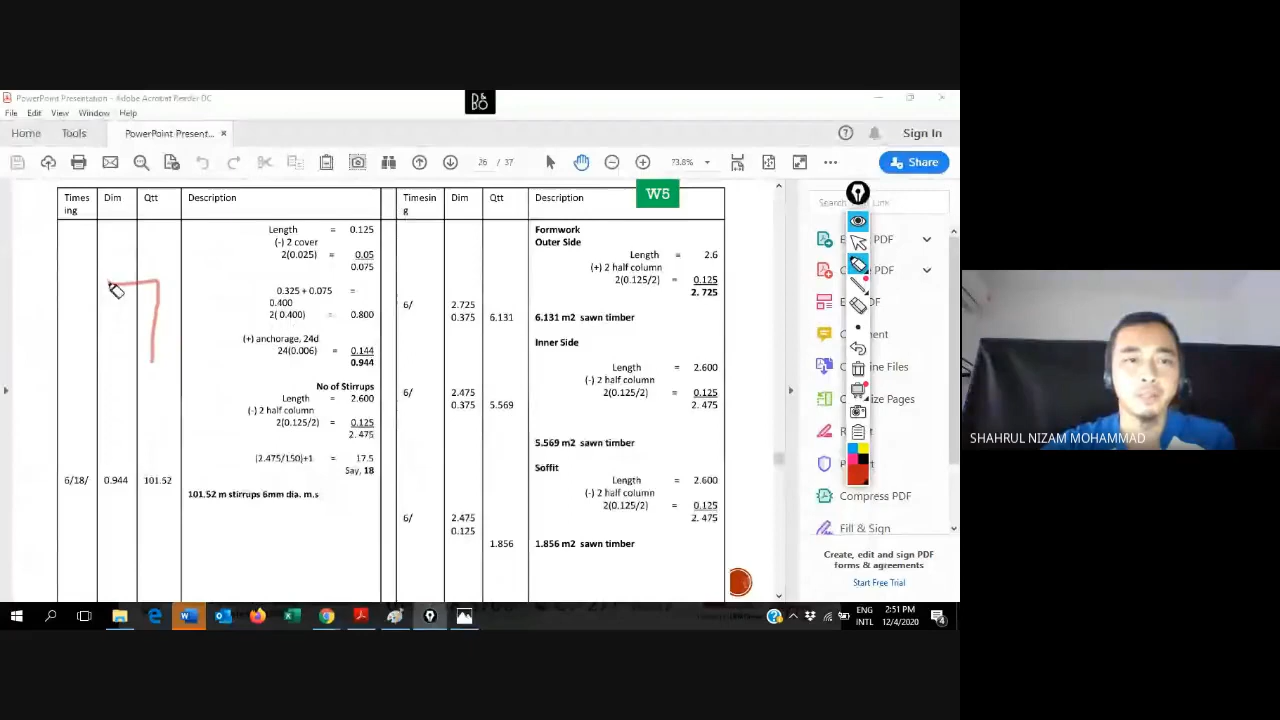 PowerPoint Presentation - Adobe Acrobat Reader DC
B&O
File Edit View Window Help
Home Tools PowerPoint Present... × Sign In
26 / 37 73.8% Share
W5
Times
ing
Dim Qtt Description
Length = 0.125
(-) 2 cover
2(0.025) = 0.05
0.075
0.325 + 0.075 =
0.400
2( 0.400) = 0.800
(+) anchorage, 24d
24(0.006) = 0.144
0.944
No of Stirrups
Length = 2.600
(-) 2 half column
2(0.125/2) = 0.125
2.475
(2.475/150)+1 = 17.5
Say, 18
6/18/ 0.944 101.52
101.52 m stirrups 6mm dia. m.s
Timesin
g
Dim Qtt Description
Formwork
Outer Side
Length = 2.6
(+) 2 half column
2(0.125/2) = 0.125
2. 725
6/ 2.725
0.375 6.131 6.131 m2 sawn timber
Inner Side
Length = 2.600
(-) 2 half column
6/ 2.475 2(0.125/2) = 0.125
0.375 5.569 2. 475
5.569 m2 sawn timber
Soffit
Length = 2.600
(-) 2 half column
2(0.125/2) = 0.125
6/ 2.475 2. 475
0.125
1.856 1.856 m2 sawn timber
PDF
PDF
Files
Pages
Compress PDF
Fill & Sign
Create, edit and sign PDF
forms & agreements
Start Free Trial
SHAHRUL NIZAM MOHAMMAD
ENG
INTL
2:51 PM
12/4/2020
4